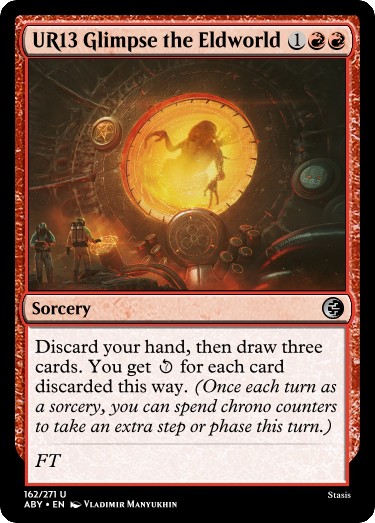 UR13 Glimpse the Eldworld 1
Sorcery
Discard your hand, then draw three
cards. You get for each card
discarded this way. (Once each turn as
a sorcery, you can spend chrono counters
to take an extra step or phase this turn.)
FT
162/271 U
ABY • EN Vladimir Manyukhin
Stasis